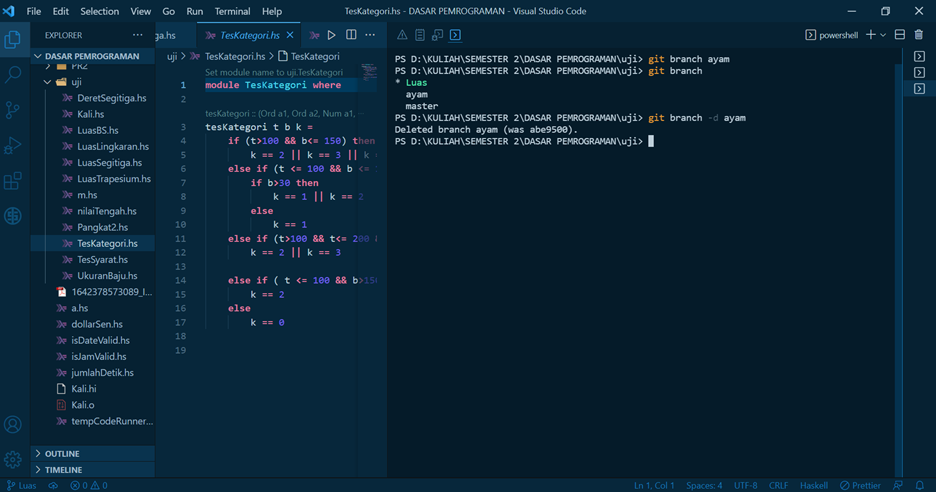 File Edit Selection View Go Run Terminal Help
TesKategori.hs - DASAR PEMROGRAMAN - Visual Studio Code
EXPLORER
DASAR PEMROGRAMAN
PR2
uji
DeretSegitiga.hs
Kali.hs
LuasBS.hs
LuasLingkaran.hs
LuasSegitiga.hs
LuasTrapesium.hs
m.hs
nilaiTengah.hs
Pangkat2.hs
TesKategori.hs
TesSyarat.hs
UkuranBaju.hs
1642378573089_I...
a.hs
dollarSen.hs
isDateValid.hs
isJamValid.hs
jumlahDetik.hs
Kali.hi
Kali.o
tempCodeRunner...
OUTLINE
TIMELINE
ga.hs
TesKategori.hs
uji > TesKategori.hs > TesKategori
Set module name to uji.TesKategori
1 module TesKategori where
2
tesKategori :: (Ord a1, Ord a2, Num a1,
3 tesKategori t b k =
4 if (t>100 && b<= 150) then
5 k == 2 || k == 3 || k
6 else if (t <= 100 && b <=
7 if b>30 then
8 k == 1 || k == 2
9 else
10 k == 1
11 else if (t>100 && t<= 200 &
12 k == 2 || k == 3
13
14 else if ( t <= 100 && b>150
15 k == 2
16 else
17 k == 0
18
19
powershell
PS D:\KULIAH\SEMESTER 2\DASAR PEMROGRAMAN\uji> git branch ayam
PS D:\KULIAH\SEMESTER 2\DASAR PEMROGRAMAN\uji> git branch
* Luas
ayam
master
PS D:\KULIAH\SEMESTER 2\DASAR PEMROGRAMAN\uji> git branch -d ayam
Deleted branch ayam (was abe9500).
PS D:\KULIAH\SEMESTER 2\DASAR PEMROGRAMAN\uji>
Luas 0 0 Ln 1, Col 1 Spaces: 4 UTF-8 CRLF Haskell Prettier